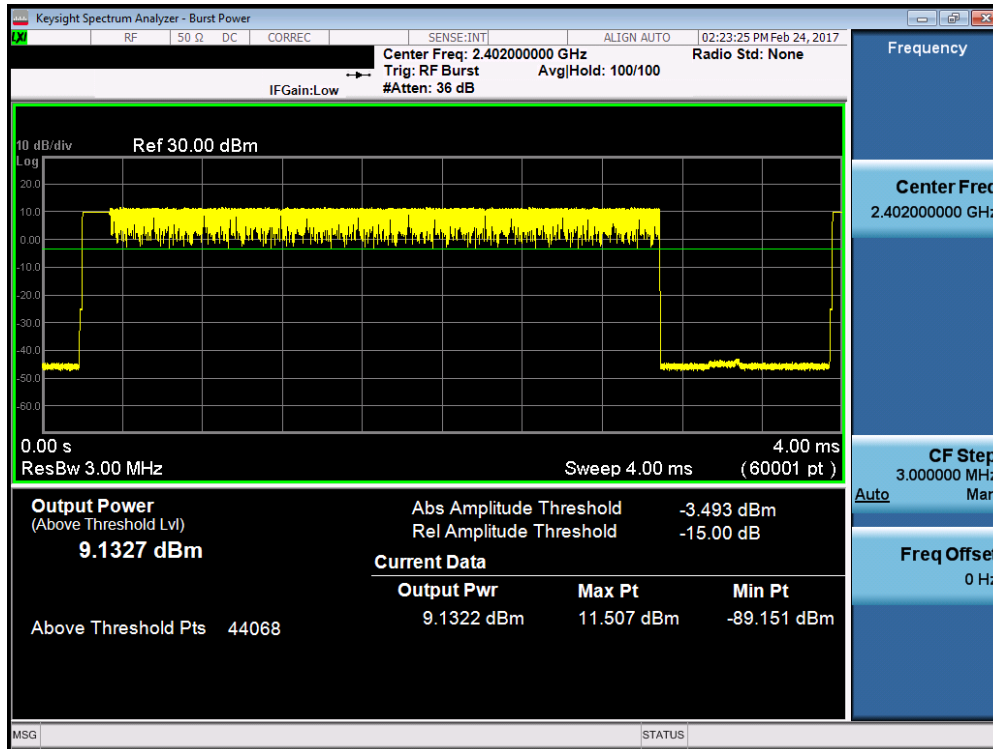 Keysight Spectrum Analyzer - Burst Power
LXI RF 50 Ω DC CORREC SENSE:INT ALIGN AUTO 02:23:25 PM Feb 24, 2017
Center Freq: 2.402000000 GHz Radio Std: None
Trig: RF Burst Avg|Hold: 100/100
IFGain:Low #Atten: 36 dB
10 dB/div Ref 30.00 dBm
Log
20.0
10.0
0.00
-10.0
-20.0
-30.0
-40.0
-50.0
-60.0
0.00 s 4.00 ms
ResBw 3.00 MHz Sweep 4.00 ms (60001 pt)
Output Power
(Above Threshold Lvl)
9.1327 dBm
Above Threshold Pts 44068
Abs Amplitude Threshold -3.493 dBm
Rel Amplitude Threshold -15.00 dB
Current Data
Output Pwr Max Pt Min Pt
9.1322 dBm 11.507 dBm -89.151 dBm
Frequency
Center Freq
2.402000000 GHz
CF Step
3.000000 MHz
Auto Man
Freq Offset
0 Hz
MSG STATUS